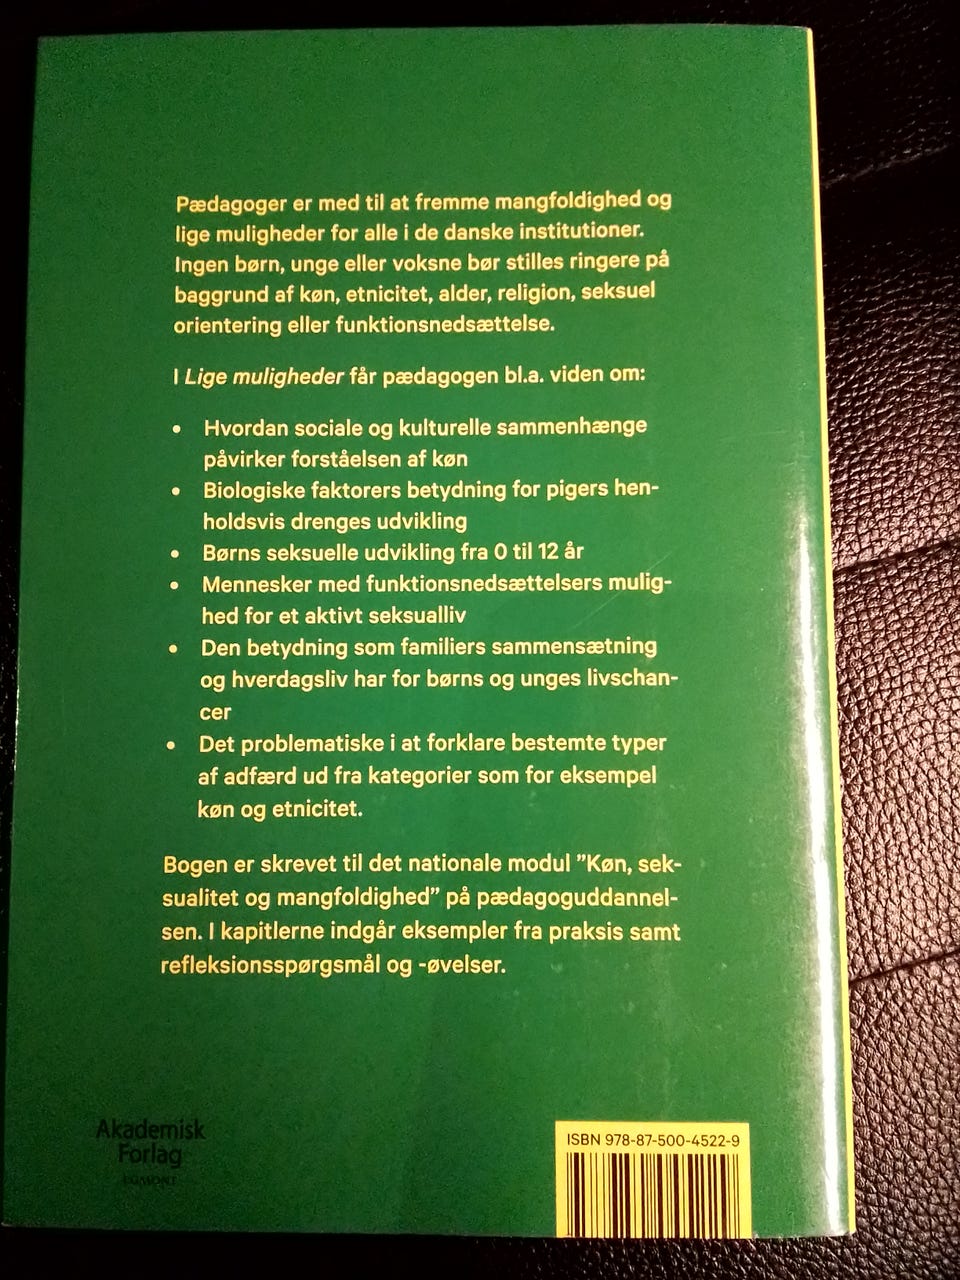 Pædagoger er med til at fremme mangfoldighed og
lige muligheder for alle i de danske institutioner.
Ingen børn, unge eller voksne bør stilles ringere på
baggrund af køn, etnicitet, alder, religion, seksuel
orientering eller funktionsnedsættelse.
I Lige muligheder får pædagogen bl.a. viden om:
• Hvordan sociale og kulturelle sammenhænge
påvirker forståelsen af køn
• Biologiske faktorers betydning for pigers hen-
holdsvis drenges udvikling
• Børns seksuelle udvikling fra 0 til 12 år
• Mennesker med funktionsnedsættelsers mulig-
hed for et aktivt seksualliv
• Den betydning som familiers sammensætning
og hverdagsliv har for børns og unges livschan-
cer
• Det problematiske i at forklare bestemte typer
af adfærd ud fra kategorier som for eksempel
køn og etnicitet.
Bogen er skrevet til det nationale modul ”Køn, sek-
sualitet og mangfoldighed” på pædagoguddannel-
sen. I kapitlerne indgår eksempler fra praksis samt
refleksionsspørgsmål og -øvelser.
Akademisk
Forlag
EGMONT
ISBN 978-87-500-4522-9